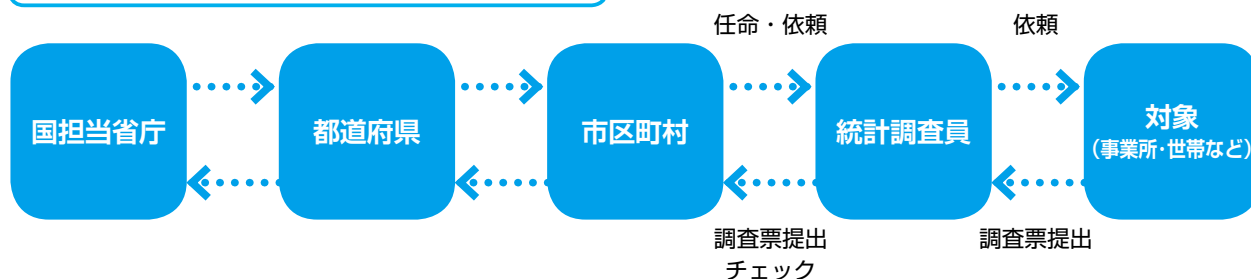 任命・依頼
依頼
国担当省庁
都道府県
市区町村
統計調査員
対象
（事業所・世帯など）
調査票提出
チェック
調査票提出